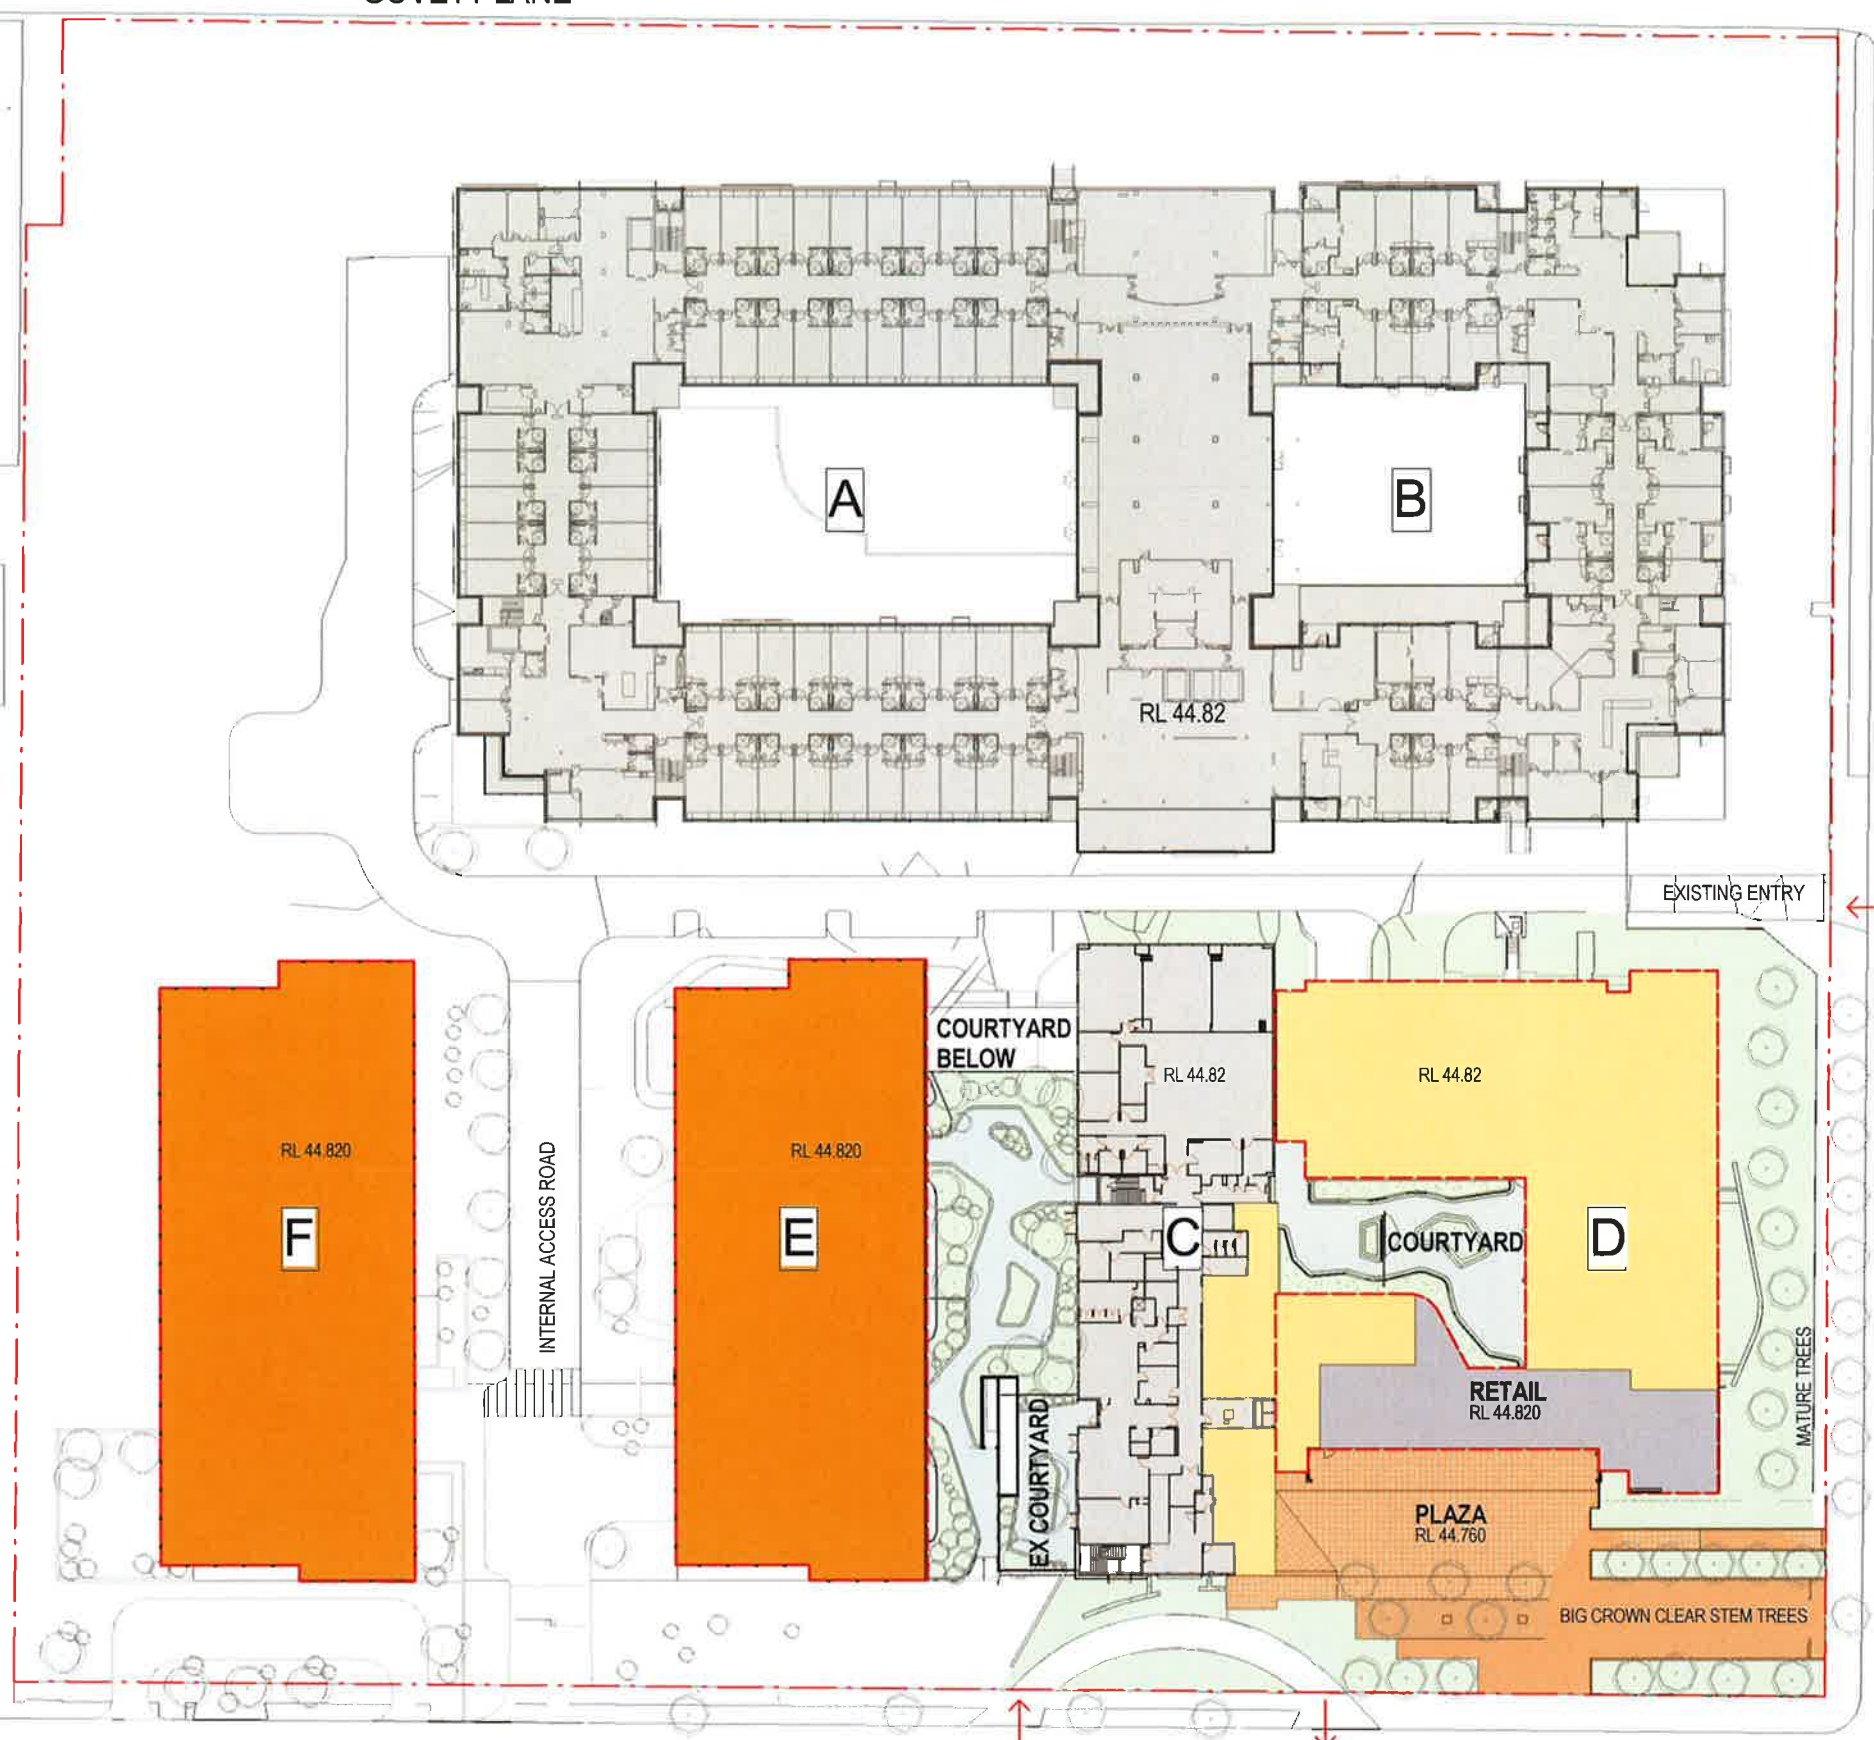 A
B
RL 44.82
EXISTING ENTRY
COURTYARD
BELOW
RL 44.82
RL 44.82
RL 44.820
RL 44.820
INTERNAL ACCESS ROAD
F
E
C
COURTYARD
D
MATURE TREES
RETAIL
RL 44.820
EX COURTYARD
PLAZA
RL 44.760
BIG CROWN CLEAR STEM TREES